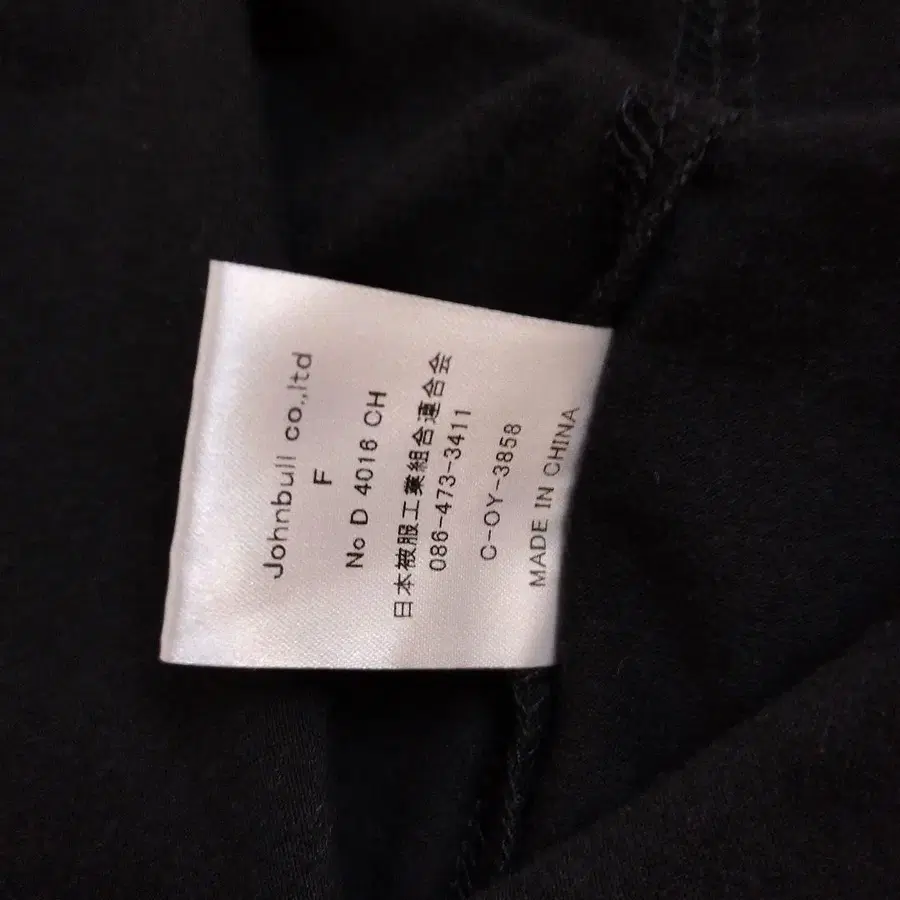 Johnbull co.,ltd
F
No D 4016 CH
日本被服工業組合連合会
086-473-3411
C-OY-3858
MADE IN CHINA